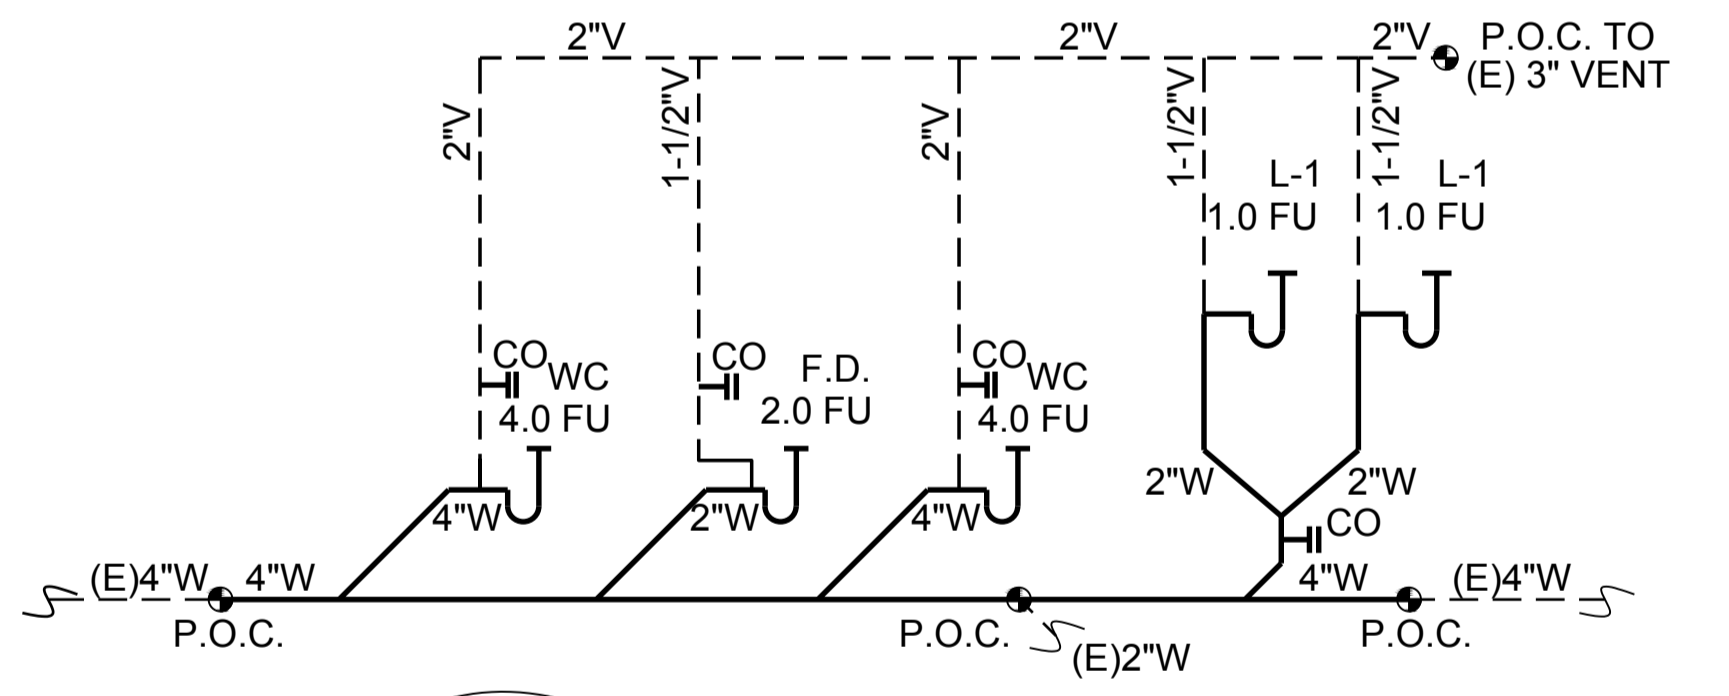 2"V
2"V
2"V
P.O.C. TO
(E) 3" VENT
2"V
1-1/2"V
2"V
1-1/2"V
1-1/2"V
L-1
1.0 FU
L-1
1.0 FU
CO
WC
4.0 FU
CO
F.D.
2.0 FU
CO
WC
4.0 FU
2"W
2"W
4"W
2"W
4"W
CO
(E)4"W
4"W
4"W
(E)4"W
P.O.C.
P.O.C.
(E)2"W
P.O.C.